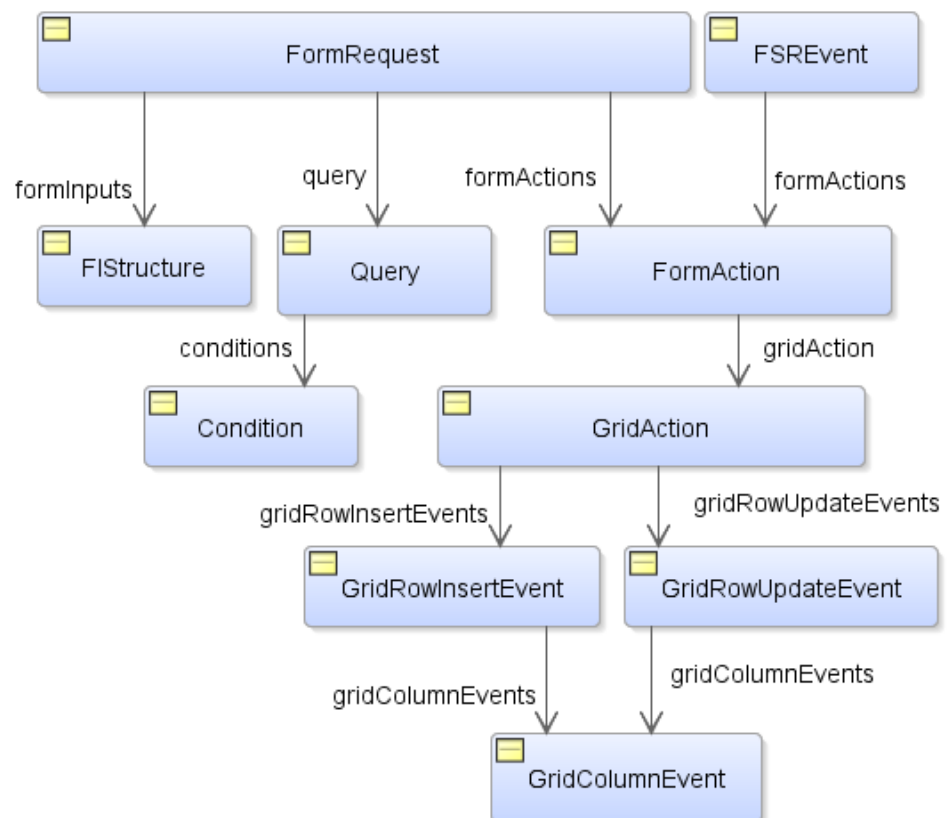 FormRequest
FSREvent
formInputs
query
formActions
formActions
FIStructure
Query
FormAction
conditions
gridAction
Condition
GridAction
gridRowInsertEvents
gridRowUpdateEvents
GridRowInsertEvent
GridRowUpdateEvent
gridColumnEvents
gridColumnEvents
GridColumnEvent